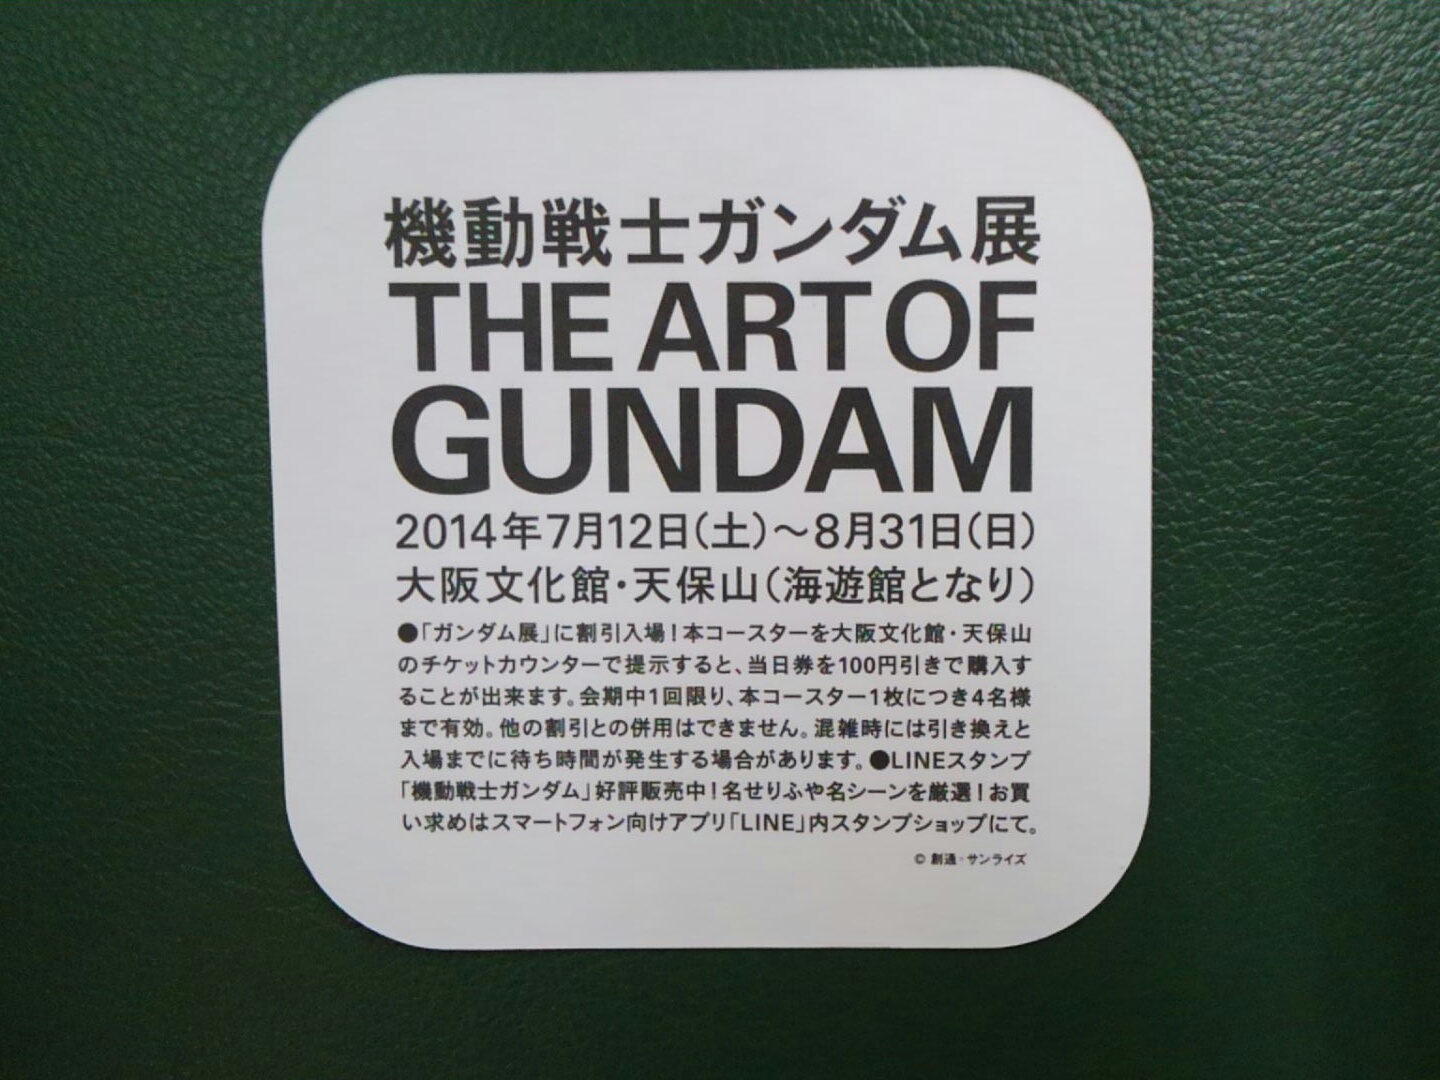 機動戦士ガンダム展
THE ART OF
GUNDAM
2014年7月12日(土)〜8月31日(日)
大阪文化館・天保山(海遊館となり)
●「ガンダム展」に割引入場!本コースターを大阪文化館・天保山
のチケットカウンターで提示すると、当日券を100円引きで購入す
ることが出来ます。会期中1回限り、本コースター1枚につき4名様
まで有効。他の割引との併用はできません。混雑時には引き換えと
入場までに待ち時間が発生する場合があります。●LINEスタンプ
「機動戦士ガンダム」好評販売中!名せりふや名シーンを厳選!お買
い求めはスマートフォン向けアプリ「LINE」内スタンプショップにて。
© 創通・サンライズ